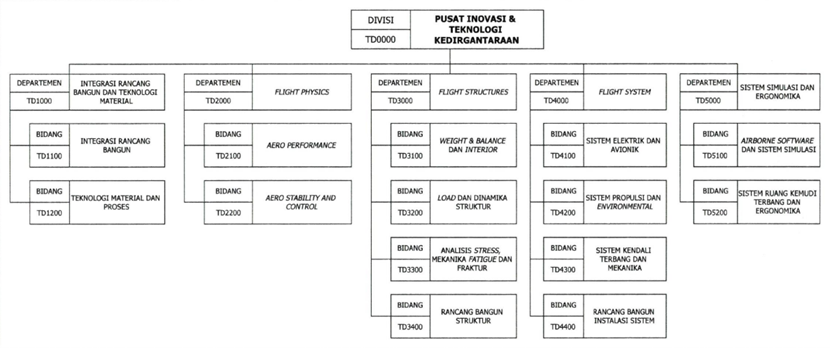 DIVISI
TD0000
PUSAT INOVASI &
TEKNOLOGI
KEDIRGANTARAAN
DEPARTEMEN
TD1000
INTEGRASI RANCANG
BANGUN DAN TEKNOLOGI
MATERIAL
BIDANG
TD1100
INTEGRASI RANCANG
BANGUN
BIDANG
TD1200
TEKNOLOGI MATERIAL DAN
PROSES
DEPARTEMEN
TD2000
FLIGHT PHYSICS
BIDANG
TD2100
AERO PERFORMANCE
BIDANG
TD2200
AERO STABILITY AND
CONTROL
DEPARTEMEN
TD3000
FLIGHT STRUCTURES
BIDANG
TD3100
WEIGHT & BALANCE
DAN INTERIOR
BIDANG
TD3200
LOAD DAN DINAMIKA
STRUKTUR
BIDANG
TD3300
ANALISIS STRESS,
MEKANIKA FATIGUE DAN
FRAKTUR
BIDANG
TD3400
RANCANG BANGUN
STRUKTUR
DEPARTEMEN
TD4000
FLIGHT SYSTEM
BIDANG
TD4100
SISTEM ELEKTRIK DAN
AVIONIK
BIDANG
TD4200
SISTEM PROPULSI DAN
ENVIRONMENTAL
BIDANG
TD4300
SISTEM KENDALI
TERBANG DAN
MEKANIKA
BIDANG
TD4400
RANCANG BANGUN
INSTALASI SISTEM
DEPARTEMEN
TD5000
SISTEM SIMULASI DAN
ERGONOMIKA
BIDANG
TD5100
AIRBORNE SOFTWARE
DAN SISTEM SIMULASI
BIDANG
TD5200
SISTEM RUANG KEMUDI
TERBANG DAN
ERGONOMIKA